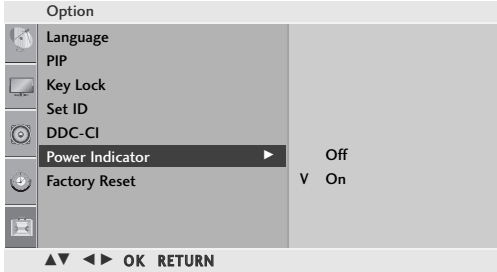 Option
Language
PIP
Key Lock
Set ID
DDC-CI
Power Indicator ▶ Off
Factory Reset V On
▲▼ ◀▶ OK RETURN